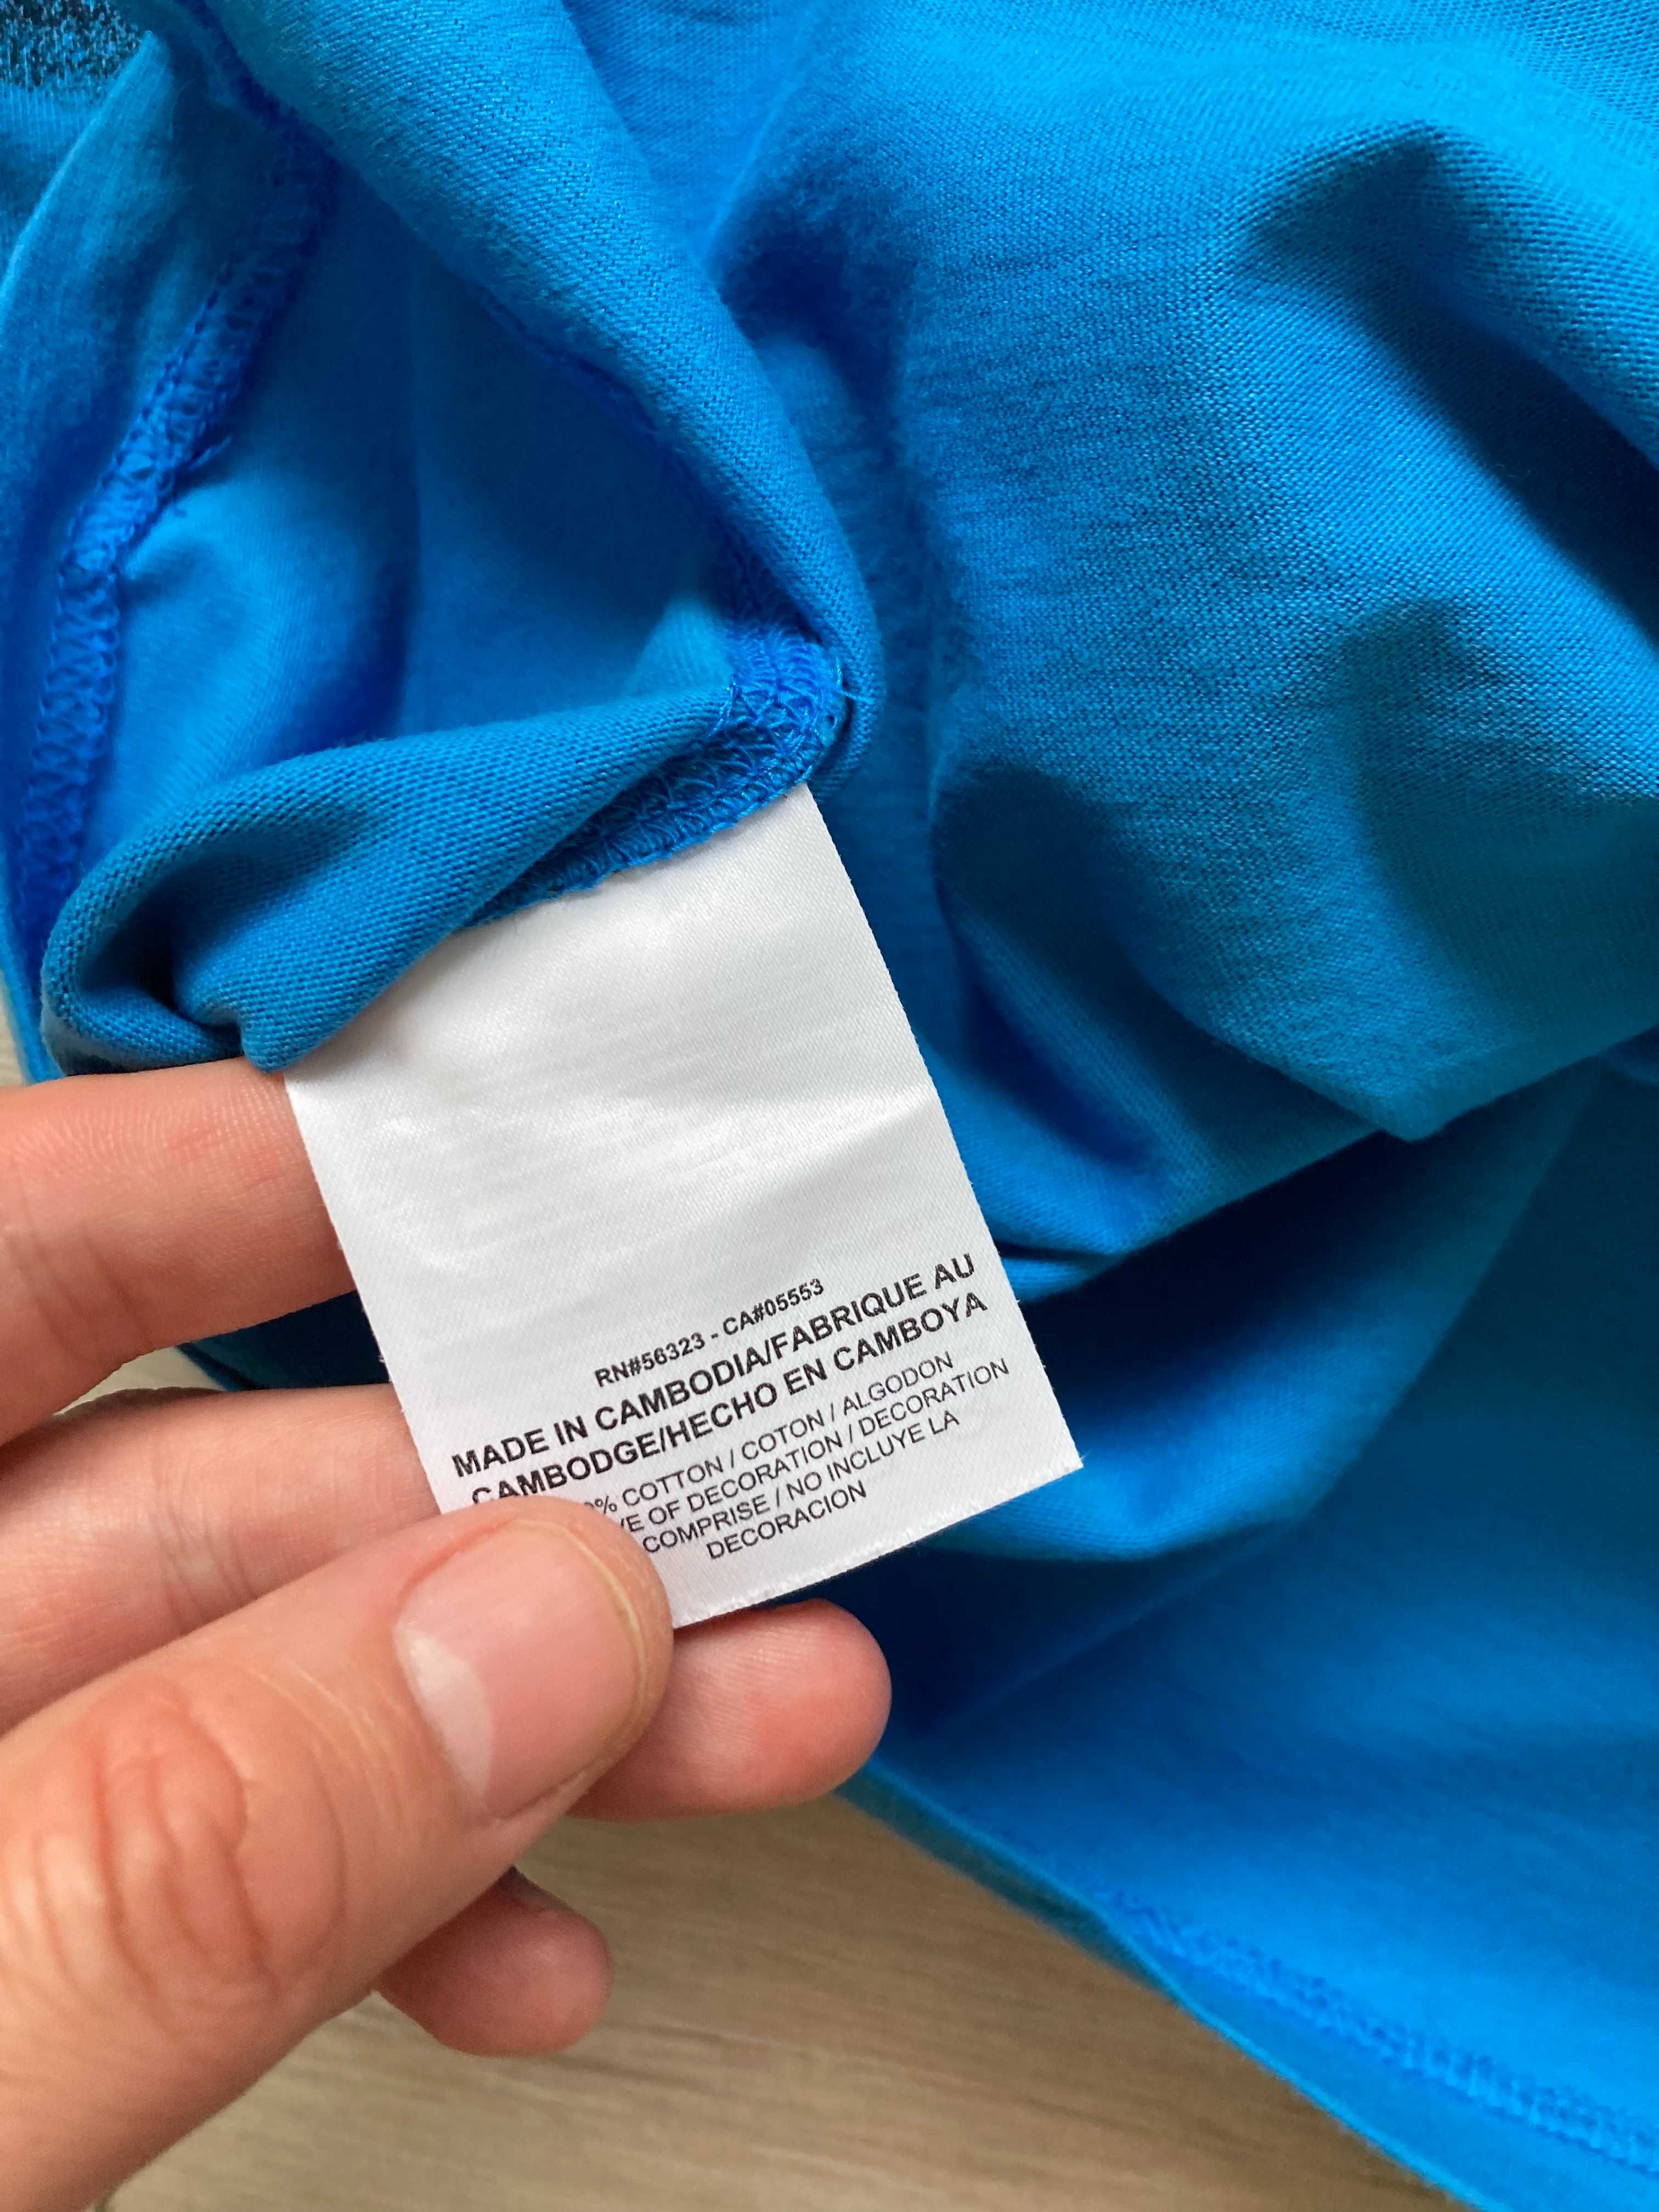 RN#56323 - CA#05553
MADE IN CAMBODIA/FABRIQUE AU
CAMBODGE/HECHO EN CAMBOYA
% COTTON / COTON / ALGODON
OF DECORATION / DECORATION
COMPRISE / NO INCLUYE LA
DECORACION